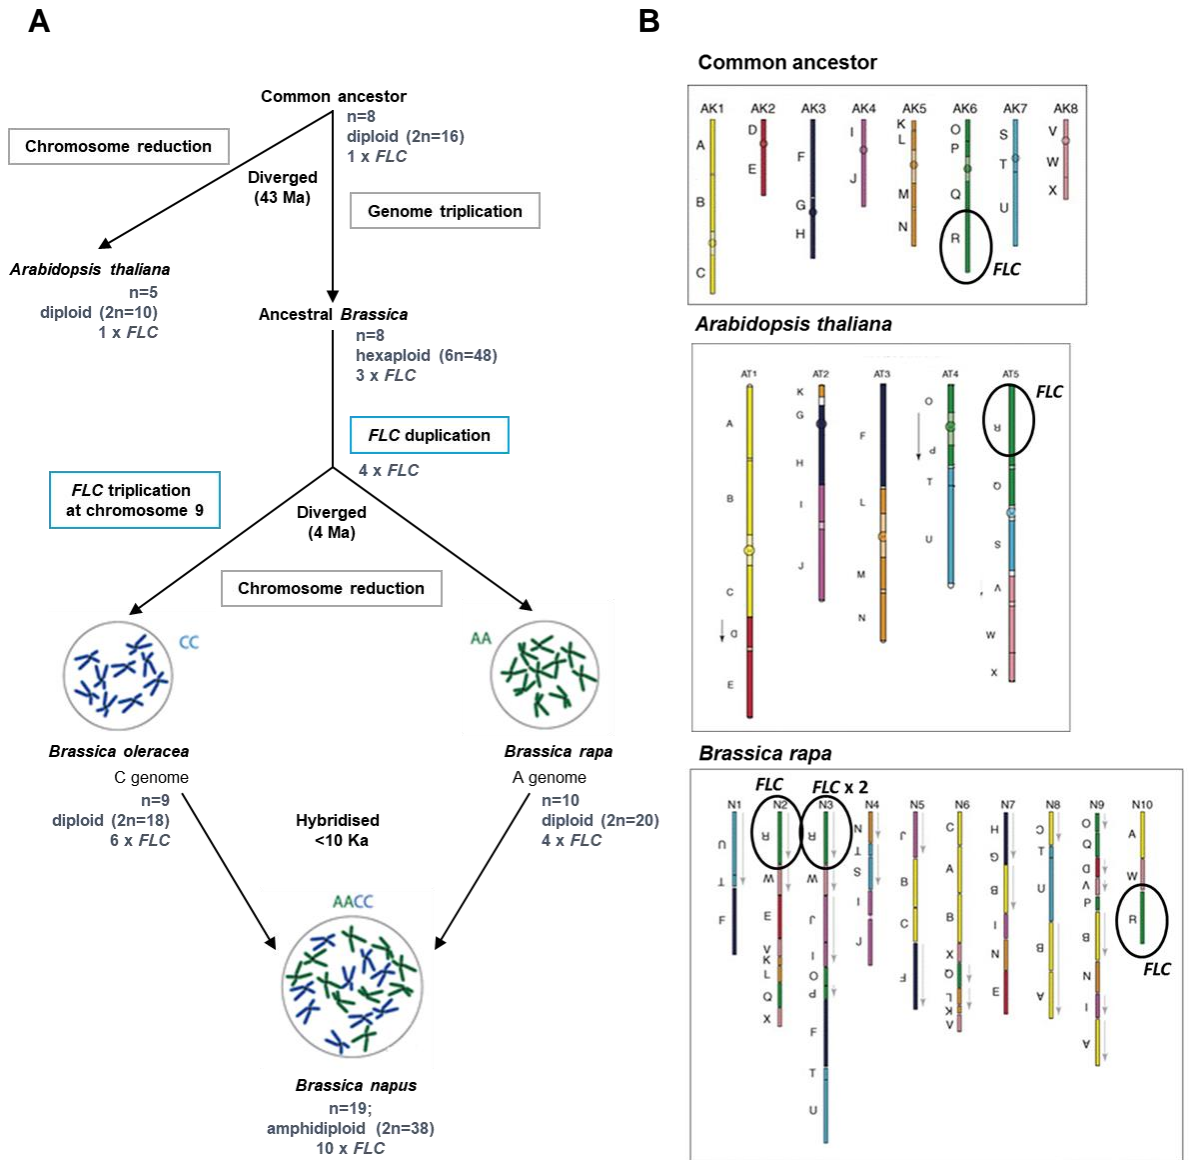 A
Common ancestor
n=8
diploid (2n=16)
1 x FLC
Chromosome reduction
Diverged
(43 Ma)
Genome triplication
Arabidopsis thaliana
n=5
diploid (2n=10)
1 x FLC
Ancestral Brassica
n=8
hexaploid (6n=48)
3 x FLC
FLC duplication
4 x FLC
FLC triplication
at chromosome 9
Diverged
(4 Ma)
Chromosome reduction
CC
AA
Brassica oleracea
C genome
n=9
diploid (2n=18)
6 x FLC
Brassica rapa
A genome
n=10
diploid (2n=20)
4 x FLC
Hybridised
<10 Ka
AACC
Brassica napus
n=19;
amphidiploid (2n=38)
10 x FLC
B
Common ancestor
AK1 AK2 AK3 AK4 AK5 AK6 AK7 AK8
A
B
C
D
E
F
G
H
I
J
K
L
M
N
O
P
Q
R
FLC
S
T
U
V
W
X
Arabidopsis thaliana
AT1 AT2 AT3 AT4 AT5
A
B
C
D
E
K
G
H
I
J
F
L
M
N
O
P
T
U
FLC
R
Q
S
V
W
X
Brassica rapa
FLC
FLC x 2
N1 N2 N3 N4 N5 N6 N7 N8 N9 N10
U
T
F
R
W
E
V
K
L
Q
X
R
W
J
I
O
P
F
T
U
N
T
S
I
J
J
B
C
F
C
A
B
X
Q
L
K
V
H
G
B
I
N
E
C
T
U
B
A
O
Q
D
V
P
B
N
I
A
A
W
R
FLC